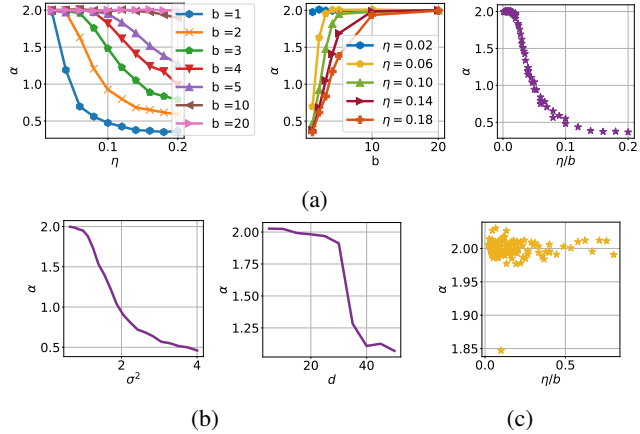 α
2.0
1.5
1.0
0.5
0.1
0.2
η
b =1
b =2
b =3
b =4
b =5
b =10
b =20
α
2.0
1.5
1.0
0.5
10
20
b
η = 0.02
η = 0.06
η = 0.10
η = 0.14
η = 0.18
α
2.0
1.5
1.0
0.5
0.0
0.1
0.2
η/b
(a)
α
2.0
1.5
1.0
0.5
2
4
σ²
α
2.00
1.75
1.50
1.25
20
40
d
(b)
α
2.00
1.95
1.90
1.85
0.0
0.5
η/b
(c)